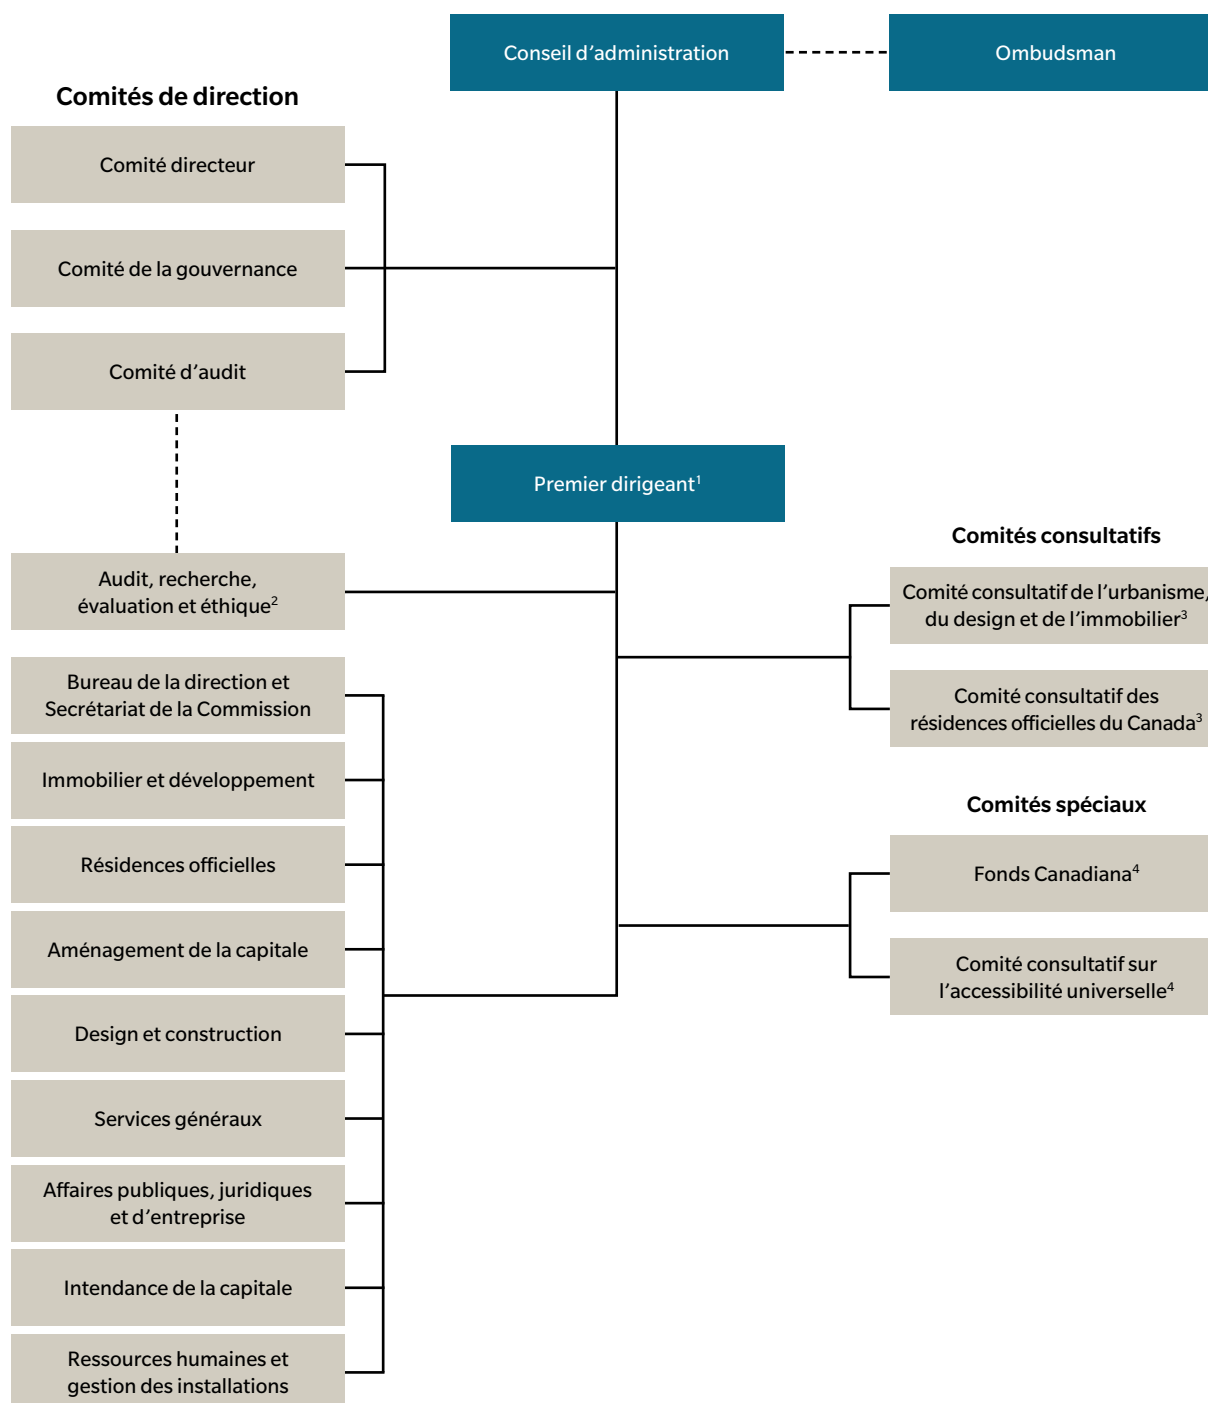 Conseil d’administration
Ombudsman
Comités de direction
Comité directeur
Comité de la gouvernance
Comité d’audit
Premier dirigeant¹
Audit, recherche,
évaluation et éthique²
Bureau de la direction et
Secrétariat de la Commission
Immobilier et développement
Résidences officielles
Aménagement de la capitale
Design et construction
Services généraux
Affaires publiques, juridiques
et d’entreprise
Intendance de la capitale
Ressources humaines et
gestion des installations
Comités consultatifs
Comité consultatif de l’urbanisme,
du design et de l’immobilier³
Comité consultatif des
résidences officielles du Canada³
Comités spéciaux
Fonds Canadiana⁴
Comité consultatif sur
l’accessibilité universelle⁴